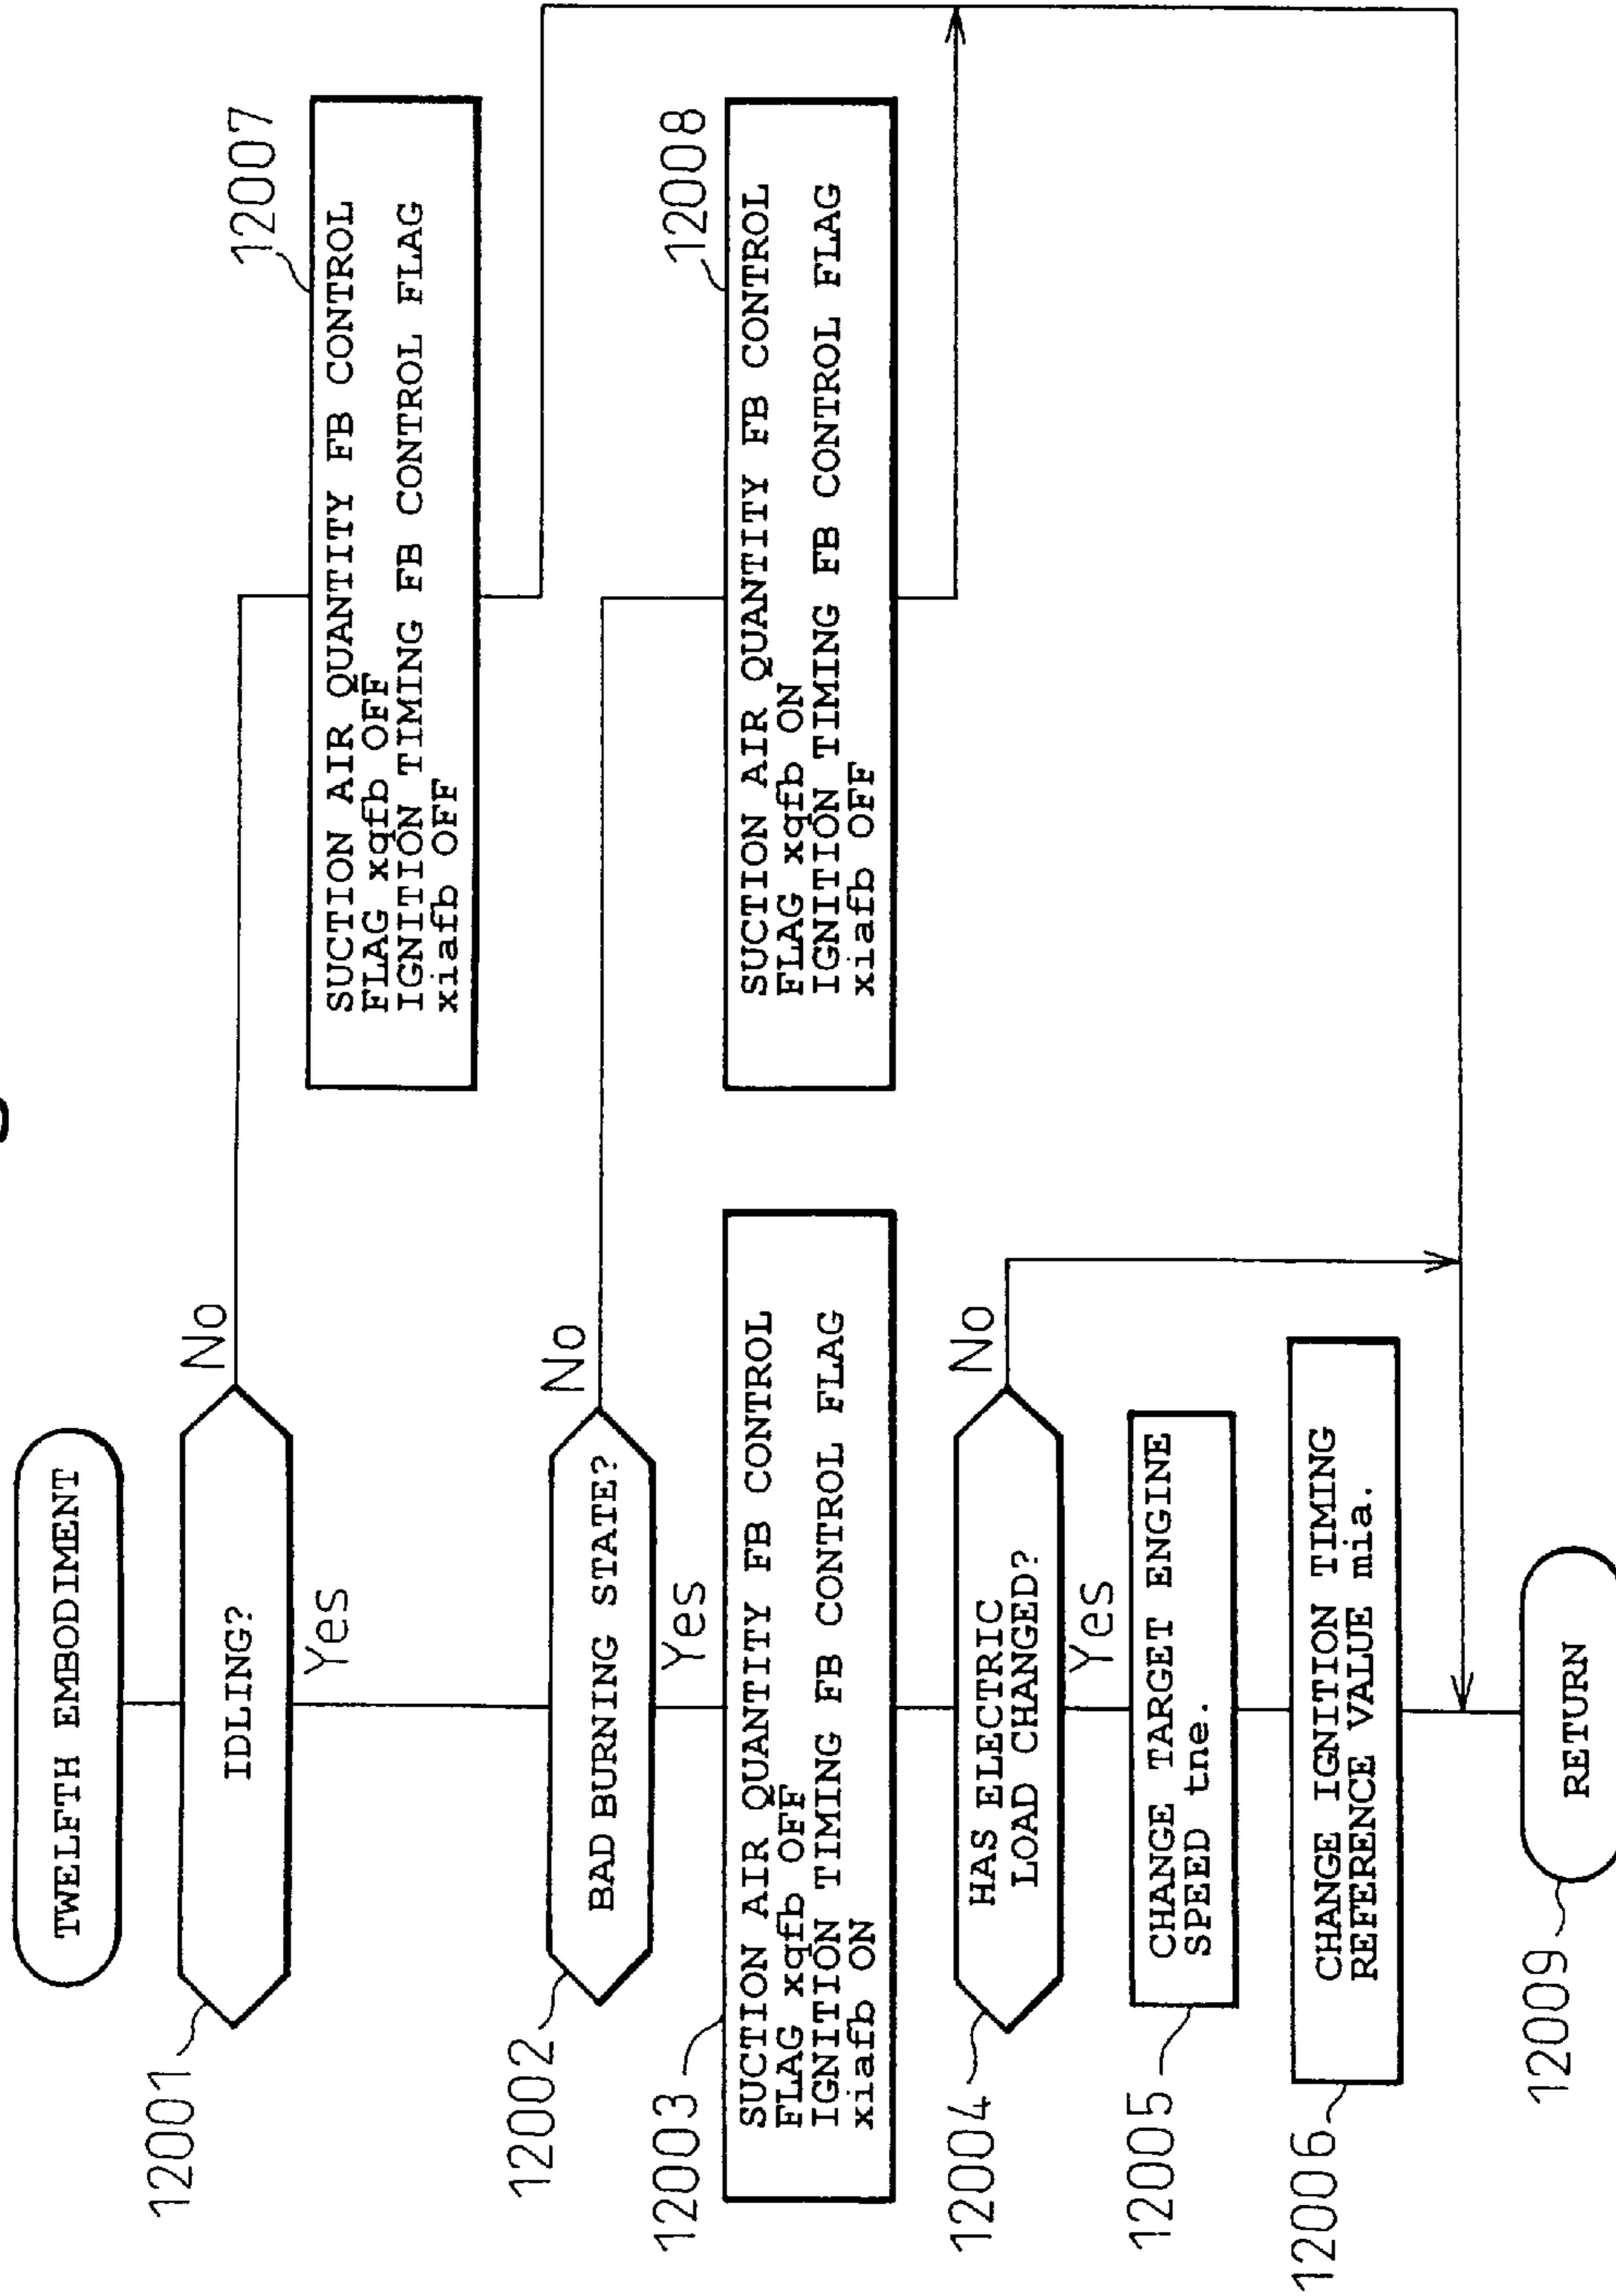 TWELFTH EMBODIMENT
12001
IDLING?
No
Yes
12007
SUCTION AIR QUANTITY FB CONTROL
FLAG xqfb OFF
IGNITION TIMING FB CONTROL FLAG
xiafb OFF
12002
BAD BURNING STATE?
No
Yes
12003
SUCTION AIR QUANTITY FB CONTROL
FLAG xqfb OFF
IGNITION TIMING FB CONTROL FLAG
xiafb ON
12008
SUCTION AIR QUANTITY FB CONTROL
FLAG xqfb ON
IGNITION TIMING FB CONTROL FLAG
xiafb OFF
12004
HAS ELECTRIC
LOAD CHANGED?
No
Yes
12005
CHANGE TARGET ENGINE
SPEED tne.
12006
CHANGE IGNITION TIMING
REFERENCE VALUE mia.
12009
RETURN